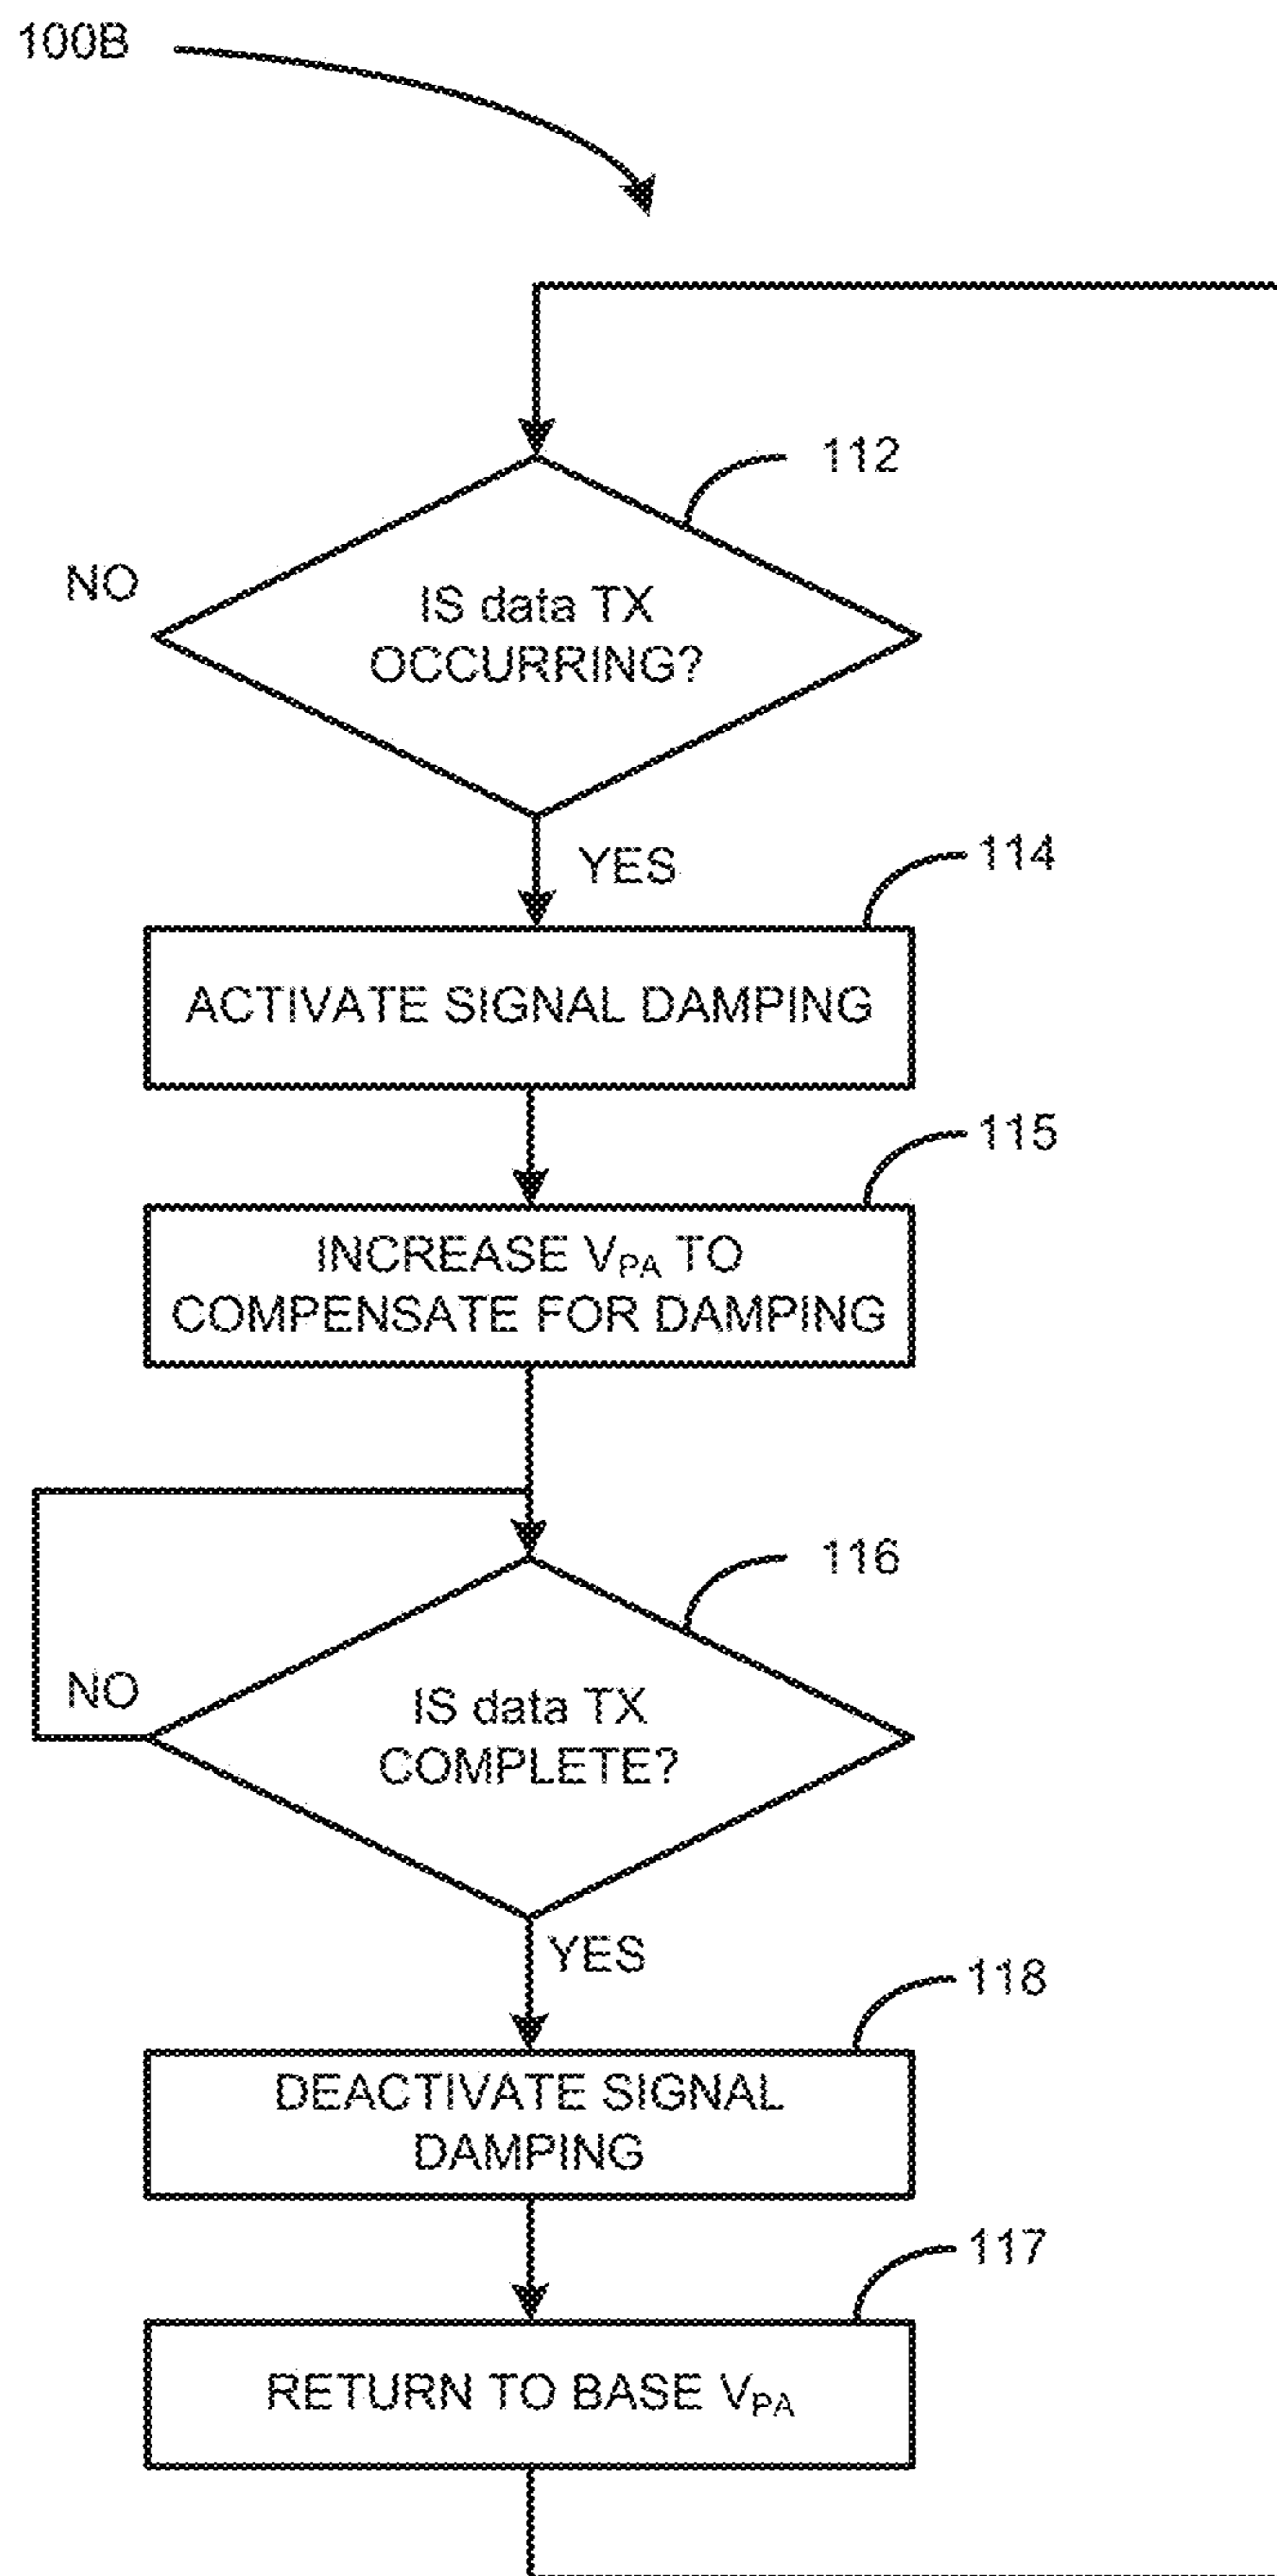 100B
112
NO
IS data TX
OCCURRING?
YES
114
ACTIVATE SIGNAL DAMPING
115
INCREASE VPA TO
COMPENSATE FOR DAMPING
116
NO
IS data TX
COMPLETE?
YES
118
DEACTIVATE SIGNAL
DAMPING
117
RETURN TO BASE VPA